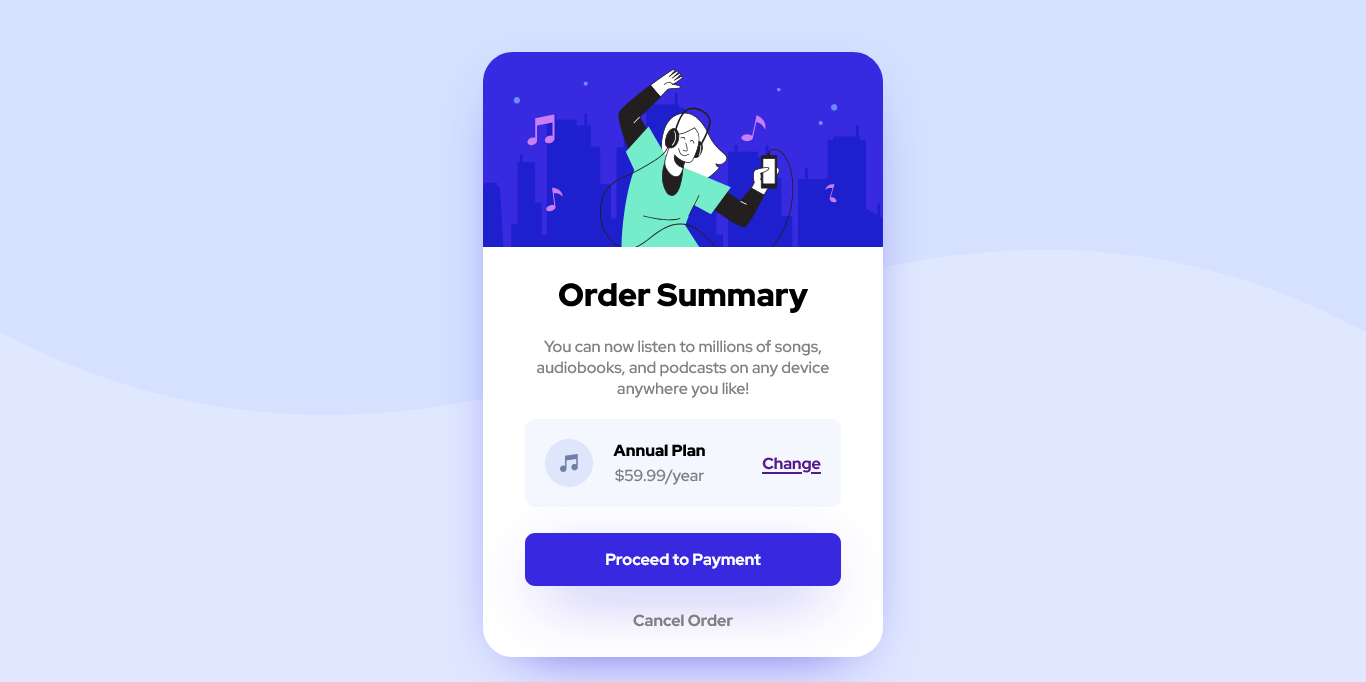 Order Summary
You can now listen to millions of songs,
audiobooks, and podcasts on any device
anywhere you like!
Annual Plan
$59.99/year
Change
Proceed to Payment
Cancel Order